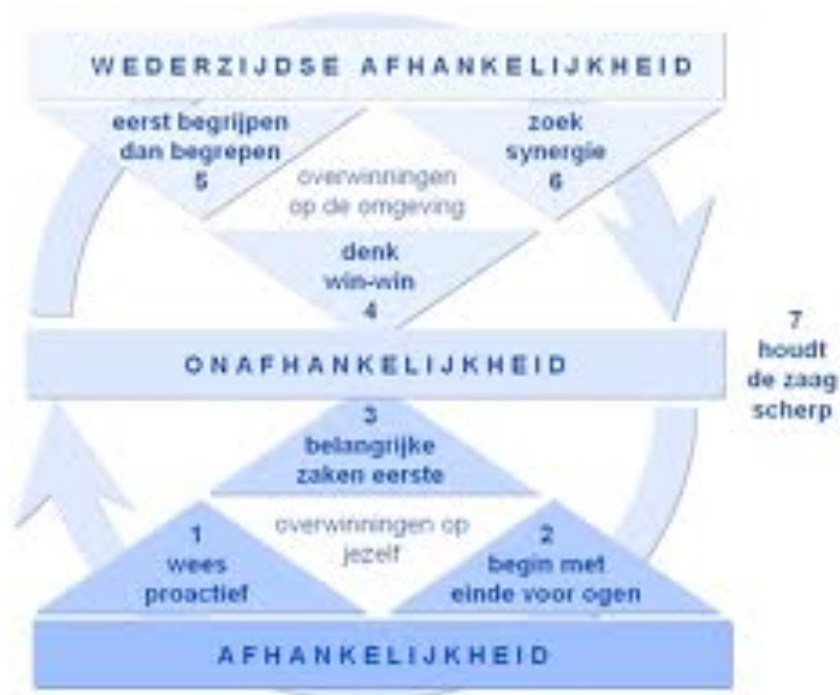 WEDERZIJDSE AFHANKELIJKHEID
eerst begrijpen
dan begrepen
5
zoek
synergie
6
overwinningen
op de omgeving
denk
win-win
4
ONAFHANKELIJKHEID
7
houdt
de zaag
scherp
3
belangrijke
zaken eerste
overwinningen op
jezelf
1
wees
proactief
2
begin met
einde voor ogen
AFHANKELIJKHEID